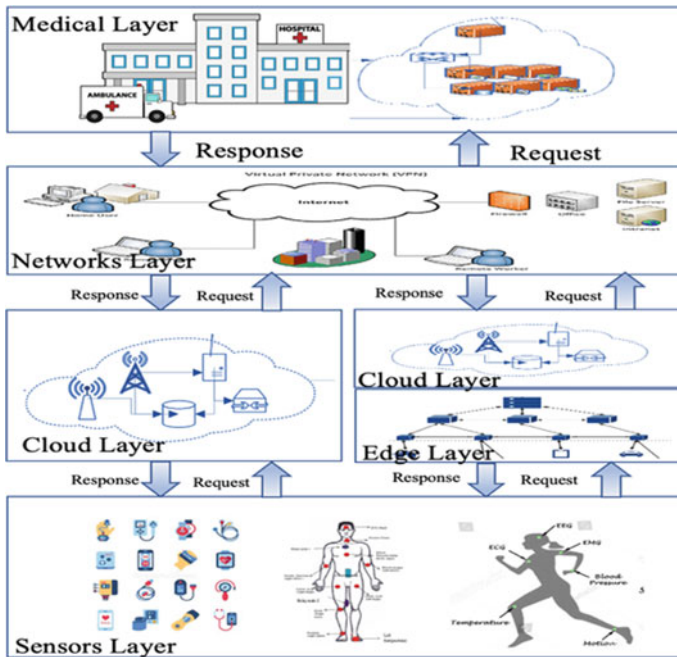 Medical Layer
HOSPITAL
AMBULANCE
Response
Request
Virtual Private Network (VPN)
Internet
Home User
Firewall
Office
File Server
Intranet
Remote Worker
Networks Layer
Response
Request
Response
Request
Cloud Layer
Cloud Layer
Edge Layer
Response
Request
Response
Request
EEG
ECG
EMG
Blood
Pressure
Temperature
Motion
Sensors Layer